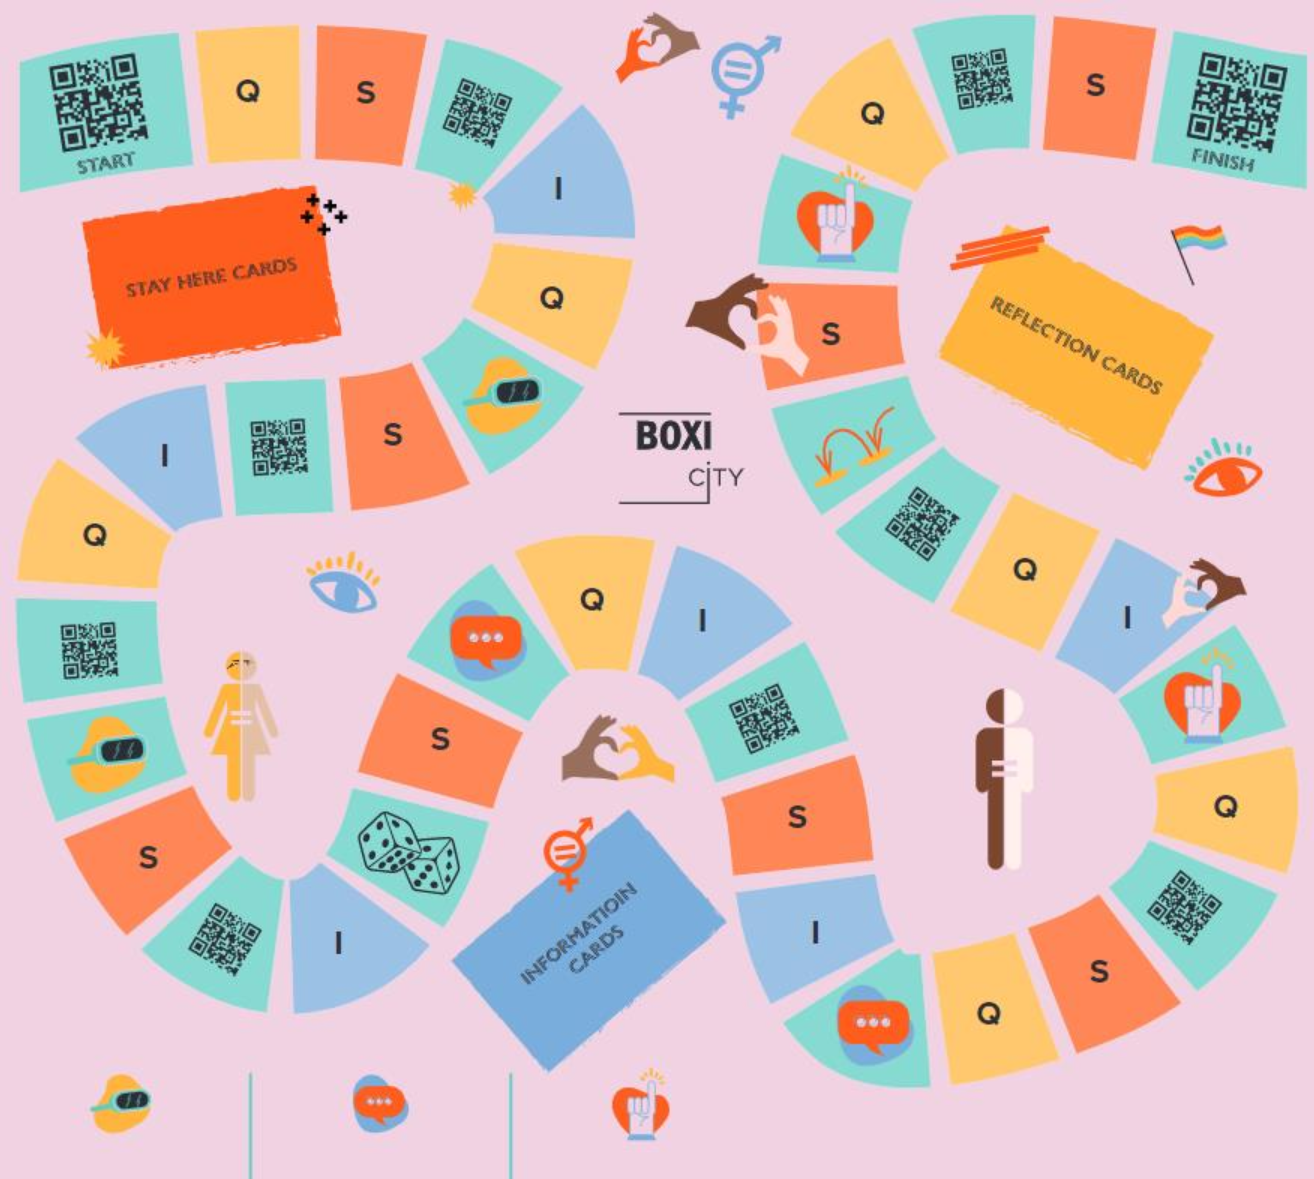 START
Q
S
I
Q
S
I
Q
S
I
S
Q
I
S
I
Q
S
Q
I
Q
S
Q
S
FINISH
STAY HERE CARDS
REFLECTION CARDS
BOXI
CiTY
INFORMATIOIN
CARDS